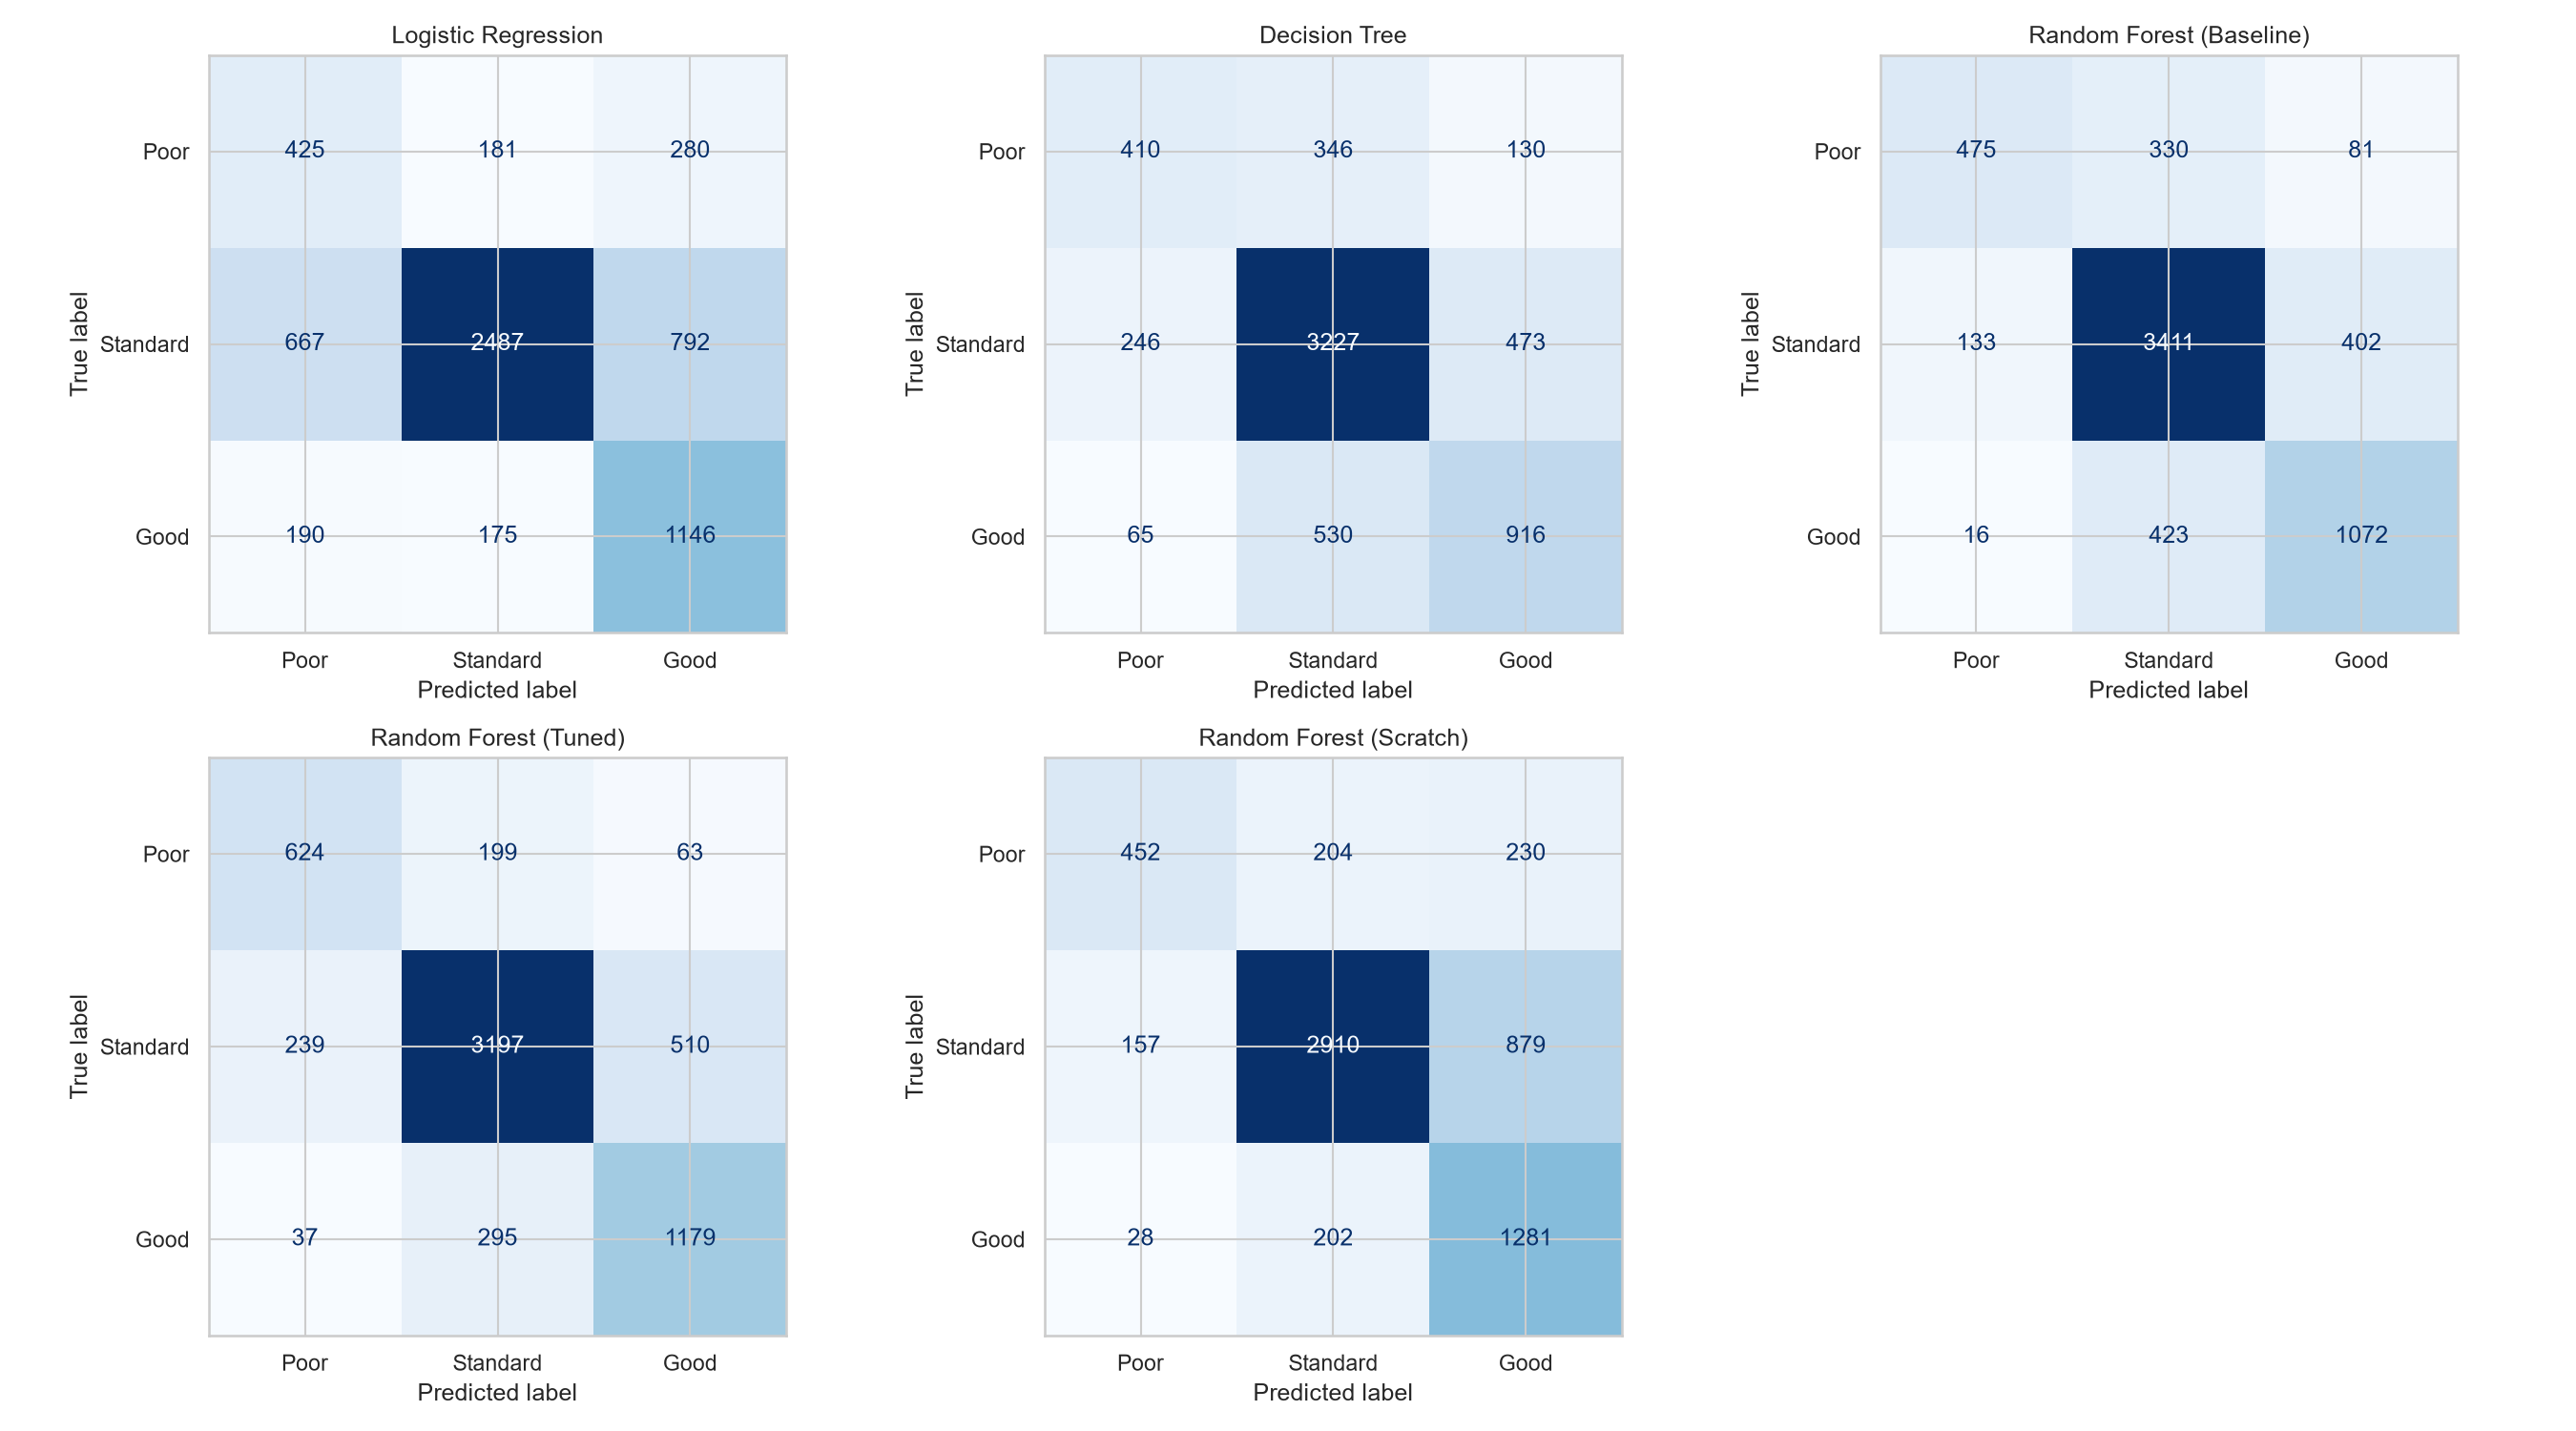 Logistic Regression
Poor 425 181 280
Standard 667 2487 792
Good 190 175 1146
True label
Poor Standard Good
Predicted label
Decision Tree
Poor 410 346 130
Standard 246 3227 473
Good 65 530 916
True label
Poor Standard Good
Predicted label
Random Forest (Baseline)
Poor 475 330 81
Standard 133 3411 402
Good 16 423 1072
True label
Poor Standard Good
Predicted label
Random Forest (Tuned)
Poor 624 199 63
Standard 239 3197 510
Good 37 295 1179
True label
Poor Standard Good
Predicted label
Random Forest (Scratch)
Poor 452 204 230
Standard 157 2910 879
Good 28 202 1281
True label
Poor Standard Good
Predicted label